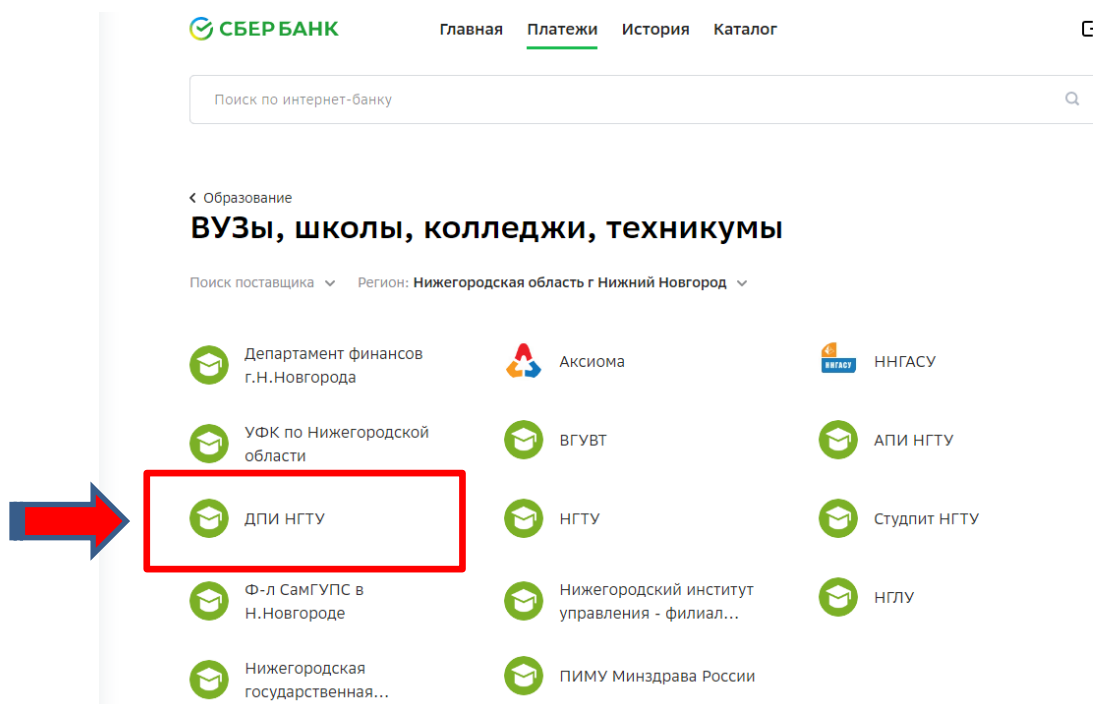 СБЕР БАНК Главная Платежи История Каталог
Поиск по интернет-банку
Образование
ВУЗы, школы, колледжи, техникумы
Поиск поставщика Регион: Нижегородская область г Нижний Новгород
Департамент финансов
г.Н.Новгорода
Аксиома
ННГАСУ
ННГАСУ
УФК по Нижегородской
области
ВГУВТ
АПИ НГТУ
ДПИ НГТУ
НГТУ
Студпит НГТУ
Ф-л СамГУПС в
Н.Новгороде
Нижегородский институт
управления - филиал...
НГЛУ
Нижегородская
государственная...
ПИМУ Минздрава России